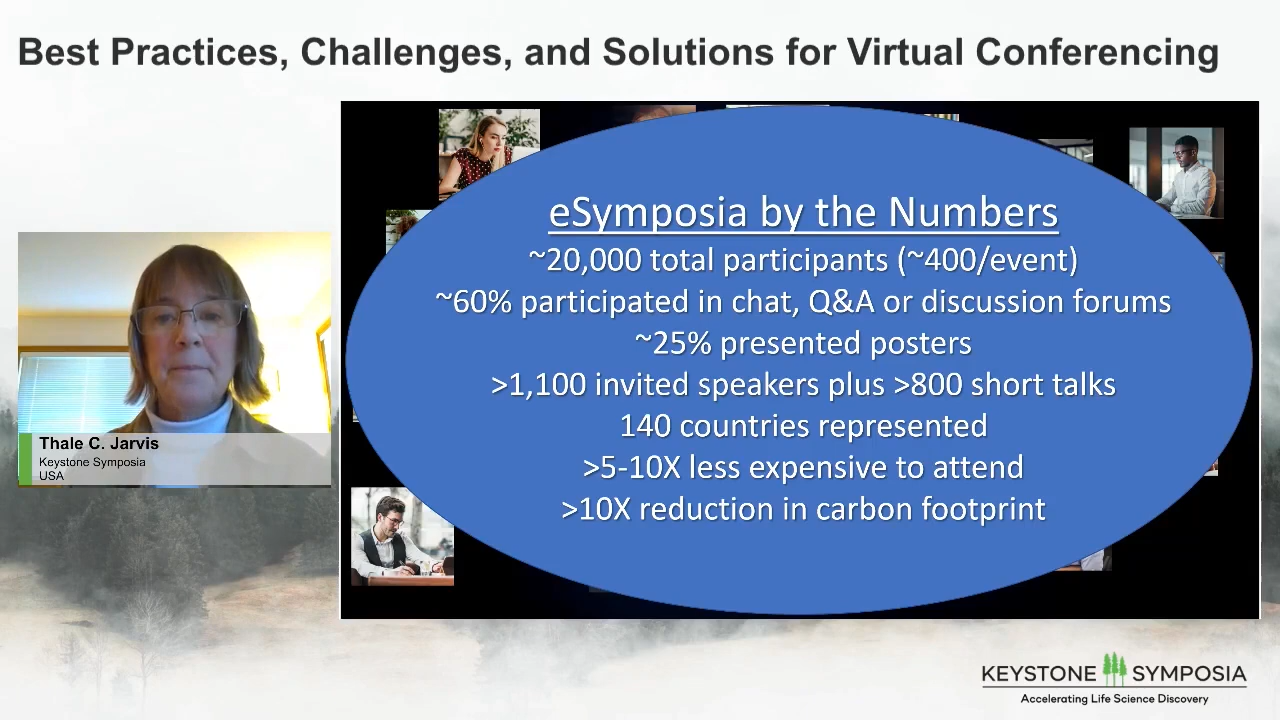 Best Practices, Challenges, and Solutions for Virtual Conferencing
eSymposia by the Numbers
~20,000 total participants (~400/event)
~60% participated in chat, Q&A or discussion forums
~25% presented posters
>1,100 invited speakers plus >800 short talks
140 countries represented
>5-10X less expensive to attend
>10X reduction in carbon footprint
Thale C. Jarvis
Keystone Symposia
USA
KEYSTONE SYMPOSIA
Accelerating Life Science Discovery